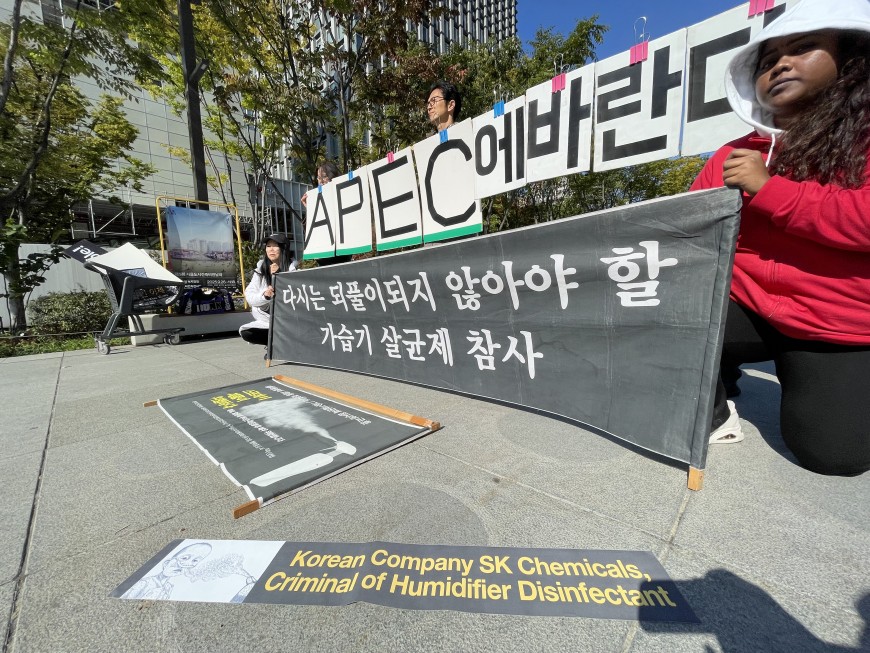 APEC에바란다
다시는 되풀이되지 않아야 할
가습기 살균제 참사
Korean Company SK Chemicals,
Criminal of Humidifier Disinfectant